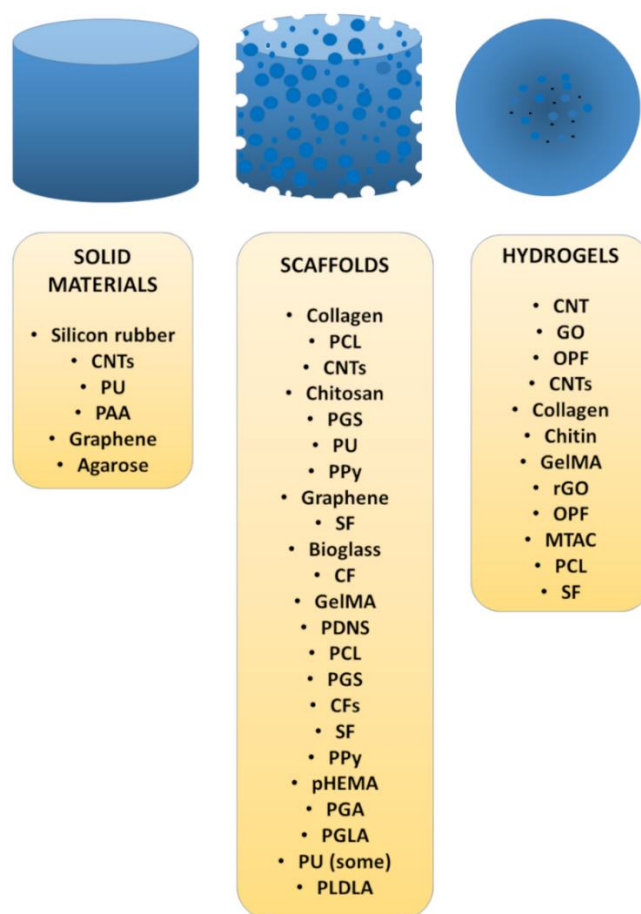 SOLID
MATERIALS
• Silicon rubber
• CNTs
• PU
• PAA
• Graphene
• Agarose
SCAFFOLDS
• Collagen
• PCL
• CNTs
• Chitosan
• PGS
• PU
• PPy
• Graphene
• SF
• Bioglass
• CF
• GelMA
• PDNS
• PCL
• PGS
• CFs
• SF
• PPy
• pHEMA
• PGA
• PGLA
• PU (some)
• PLDLA
HYDROGELS
• CNT
• GO
• OPF
• CNTs
• Collagen
• Chitin
• GelMA
• rGO
• OPF
• MTAC
• PCL
• SF